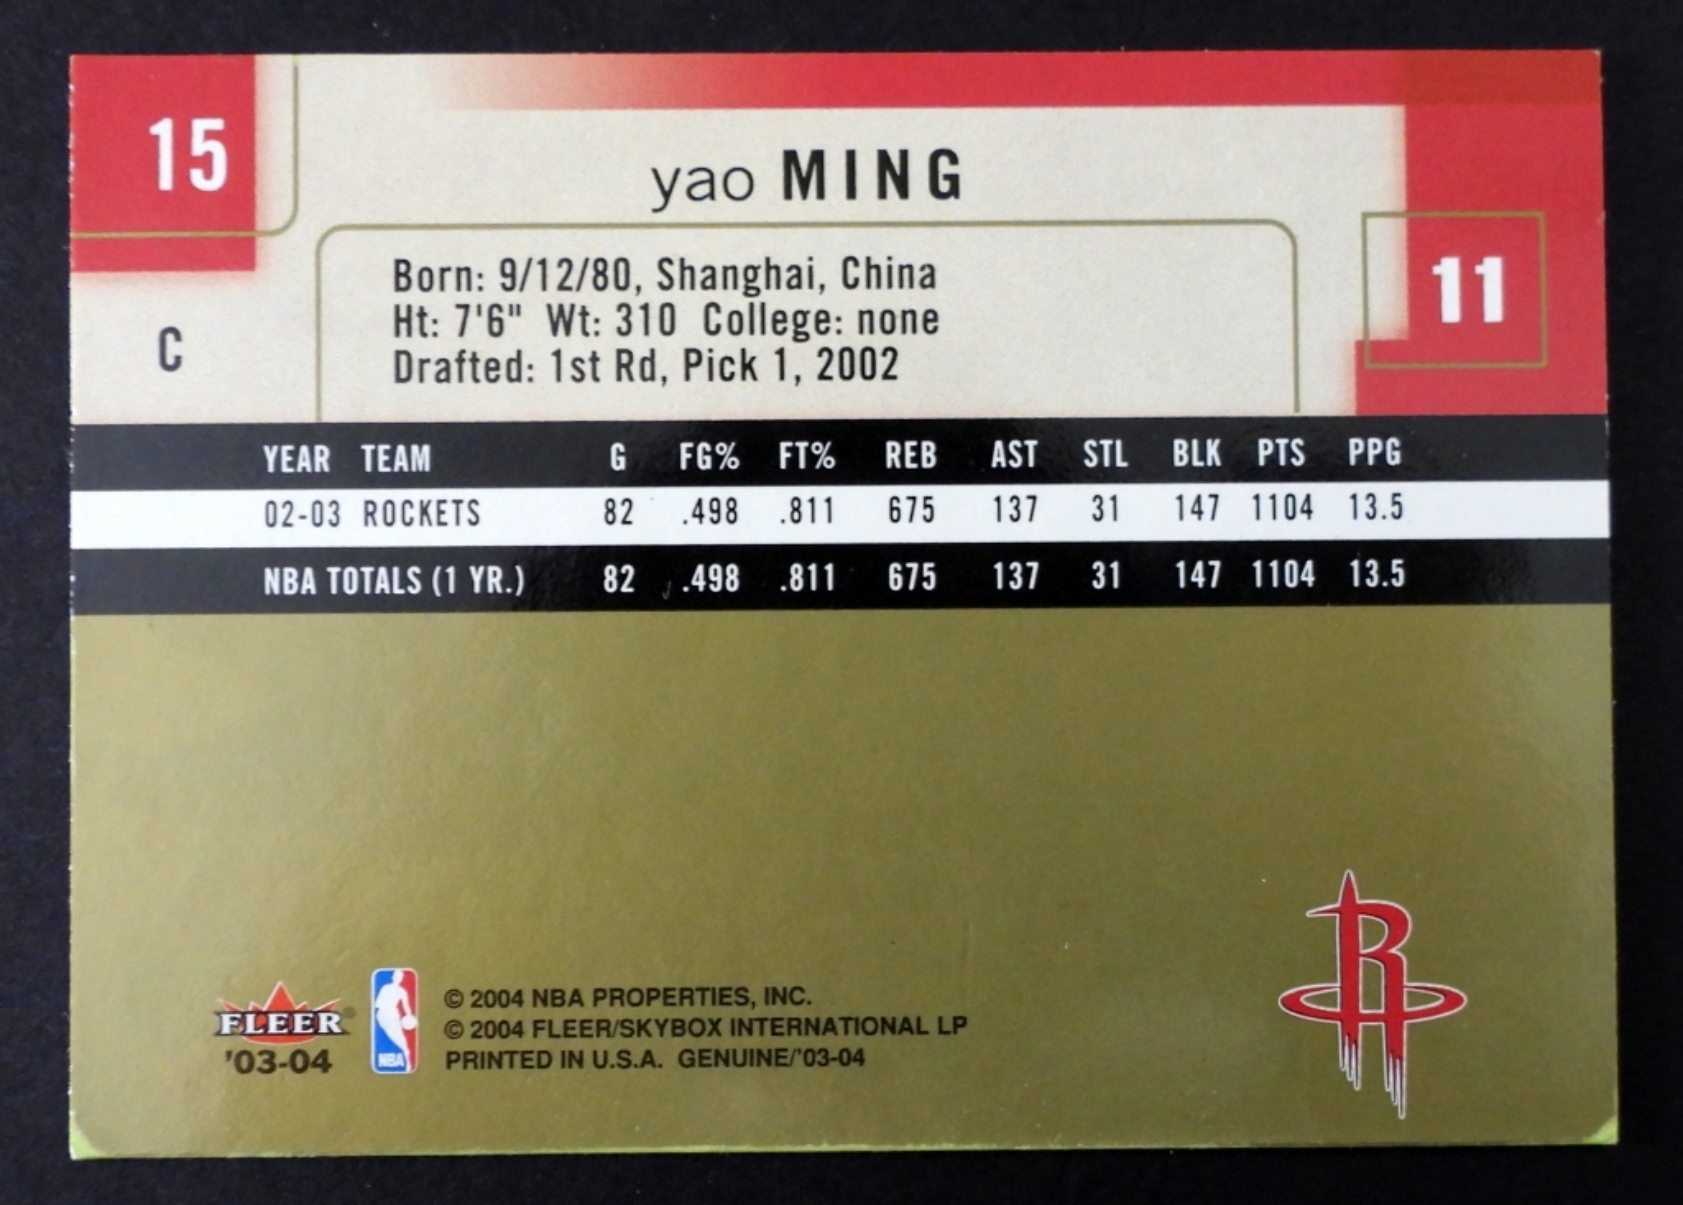 15
yao MING
11
C
Born: 9/12/80, Shanghai, China
Ht: 7'6" Wt: 310 College: none
Drafted: 1st Rd, Pick 1, 2002
YEAR TEAM G FG% FT% REB AST STL BLK PTS PPG
02-03 ROCKETS 82 .498 .811 675 137 31 147 1104 13.5
NBA TOTALS (1 YR.) 82 .498 .811 675 137 31 147 1104 13.5
FLEER®
'03-04
NBA
© 2004 NBA PROPERTIES, INC.
© 2004 FLEER/SKYBOX INTERNATIONAL LP
PRINTED IN U.S.A. GENUINE/'03-04
R